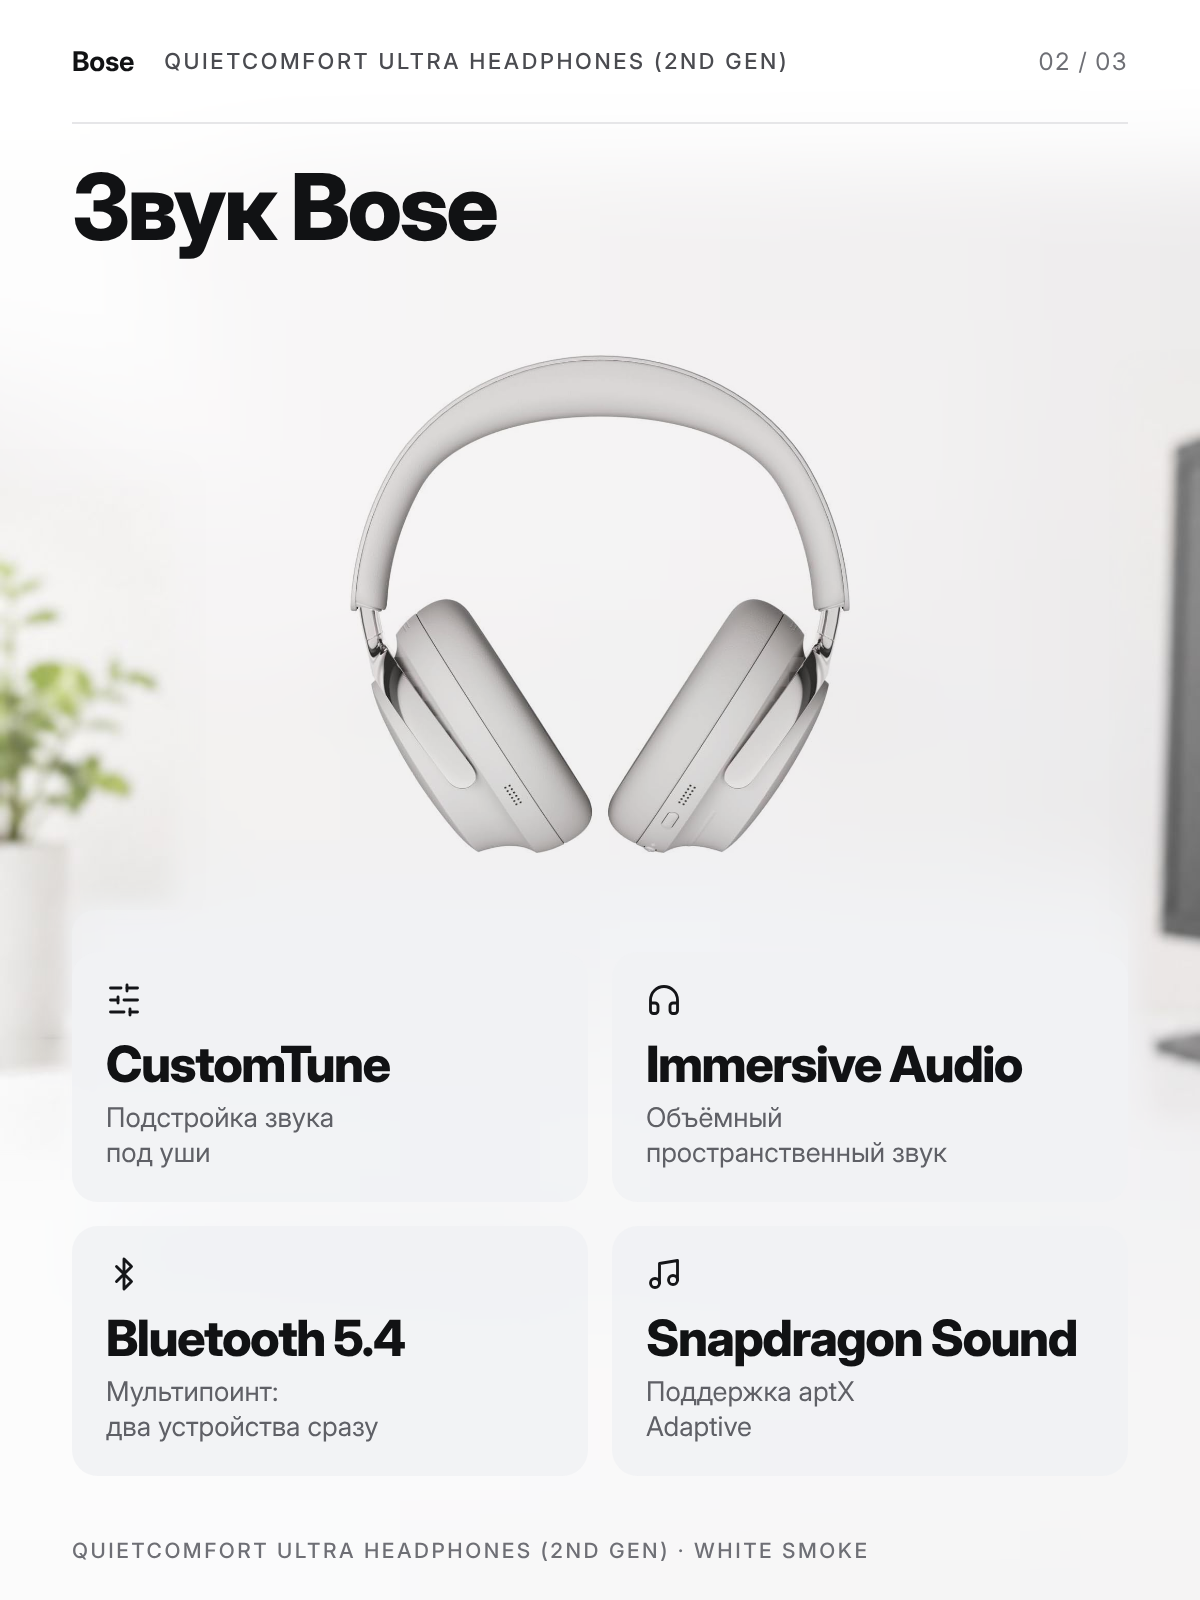 Bose QUIETCOMFORT ULTRA HEADPHONES (2ND GEN) 02 / 03
Звук Bose
CustomTune
Подстройка звука
под уши
Immersive Audio
Объёмный
пространственный звук
Bluetooth 5.4
Мультипоинт:
два устройства сразу
Snapdragon Sound
Поддержка aptX
Adaptive
QUIETCOMFORT ULTRA HEADPHONES (2ND GEN) · WHITE SMOKE